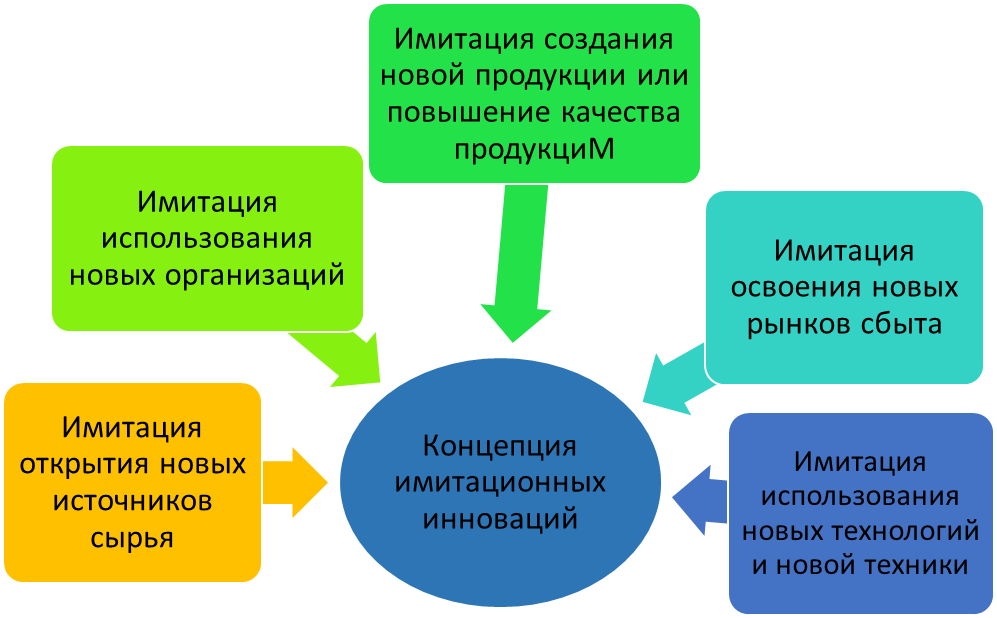 Имитация создания
новой продукции или
повышение качества
продукциМ
Имитация
использования
новых организаций
Имитация
освоения новых
рынков сбыта
Имитация
открытия новых
источников
сырья
Концепция
имитационных
инноваций
Имитация
использования
новых технологий
и новой техники